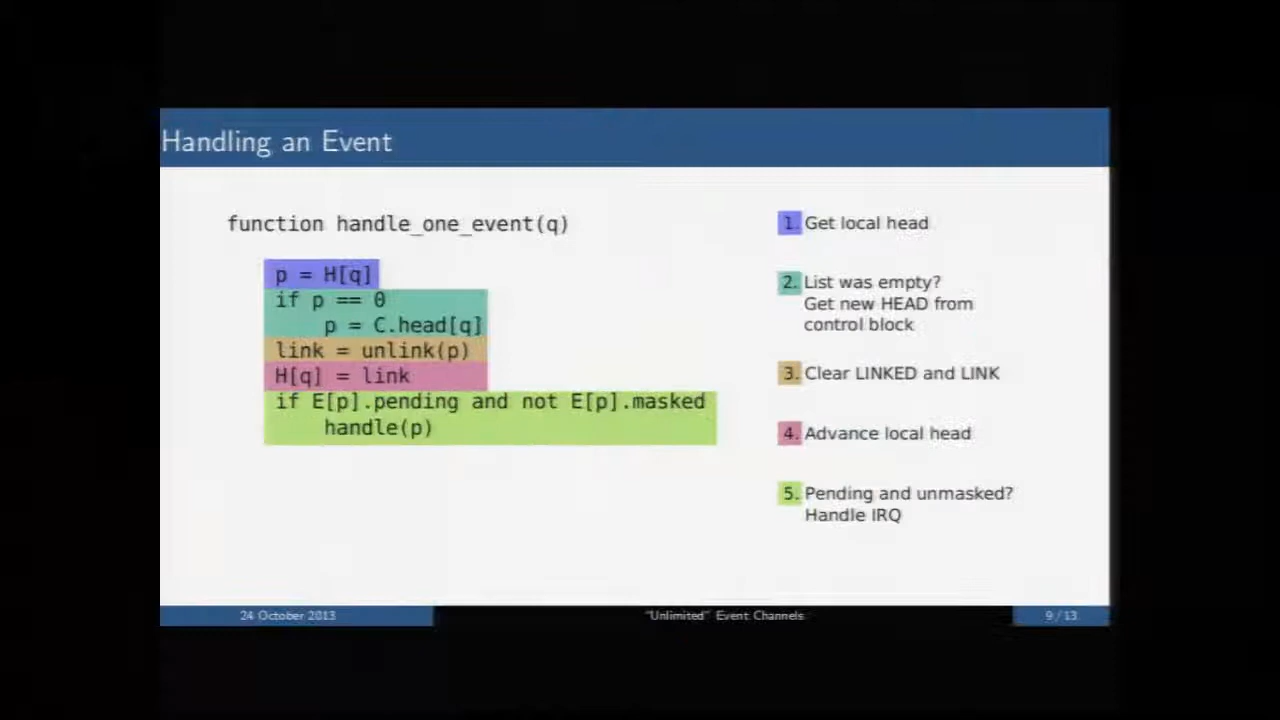 Handling an Event
function handle_one_event(q)
p = H[q]
if p == 0
p = C.head[q]
link = unlink(p)
H[q] = link
if E[p].pending and not E[p].masked
handle(p)
1. Get local head
2. List was empty?
Get new HEAD from
control block
3. Clear LINKED and LINK
4. Advance local head
5. Pending and unmasked?
Handle IRQ
24 October 2013
"Unlimited" Event Channels
9 / 13